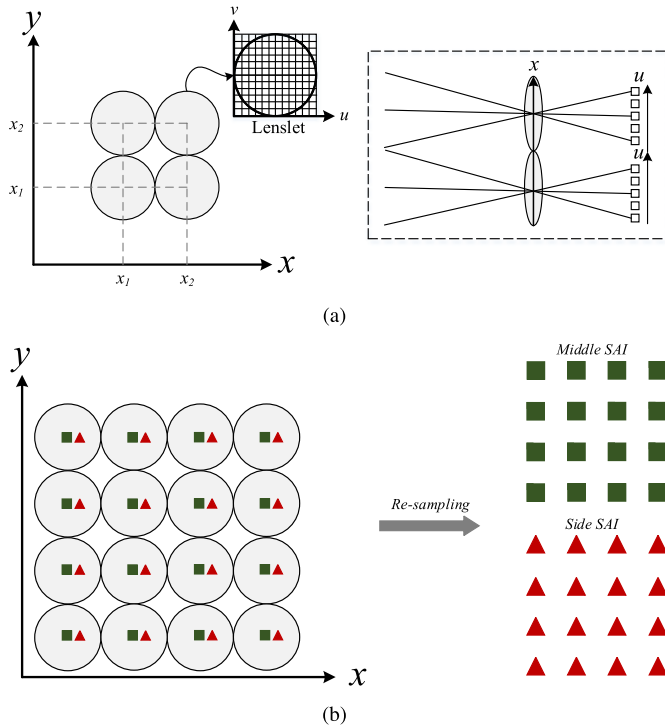 y
v
u
Lenslet
x₂
x₁
x
x₁
x₂
x
u
u
(a)
y
x
Re-sampling
Middle SAI
Side SAI
(b)